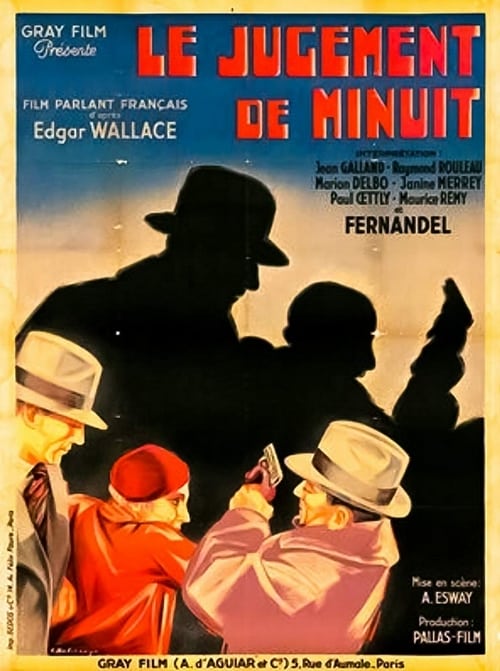 GRAY FILM
Présente
LE JUGEMENT
DE MINUIT
FILM PARLANT FRANÇAIS
d'après
Edgar WALLACE
INTERPRÉTATION :
Jean GALLAND - Raymond ROULEAU
Marion DELBO - Janine MERREY
Paul ŒTTLY - Maurice RÉMY
et
FERNANDEL
Mise en scène:
A. ESWAY
Production :
PALLAS-FILM
GRAY FILM (A. d'AGUIAR et Cº) 5, Rue d'Aumale. Paris